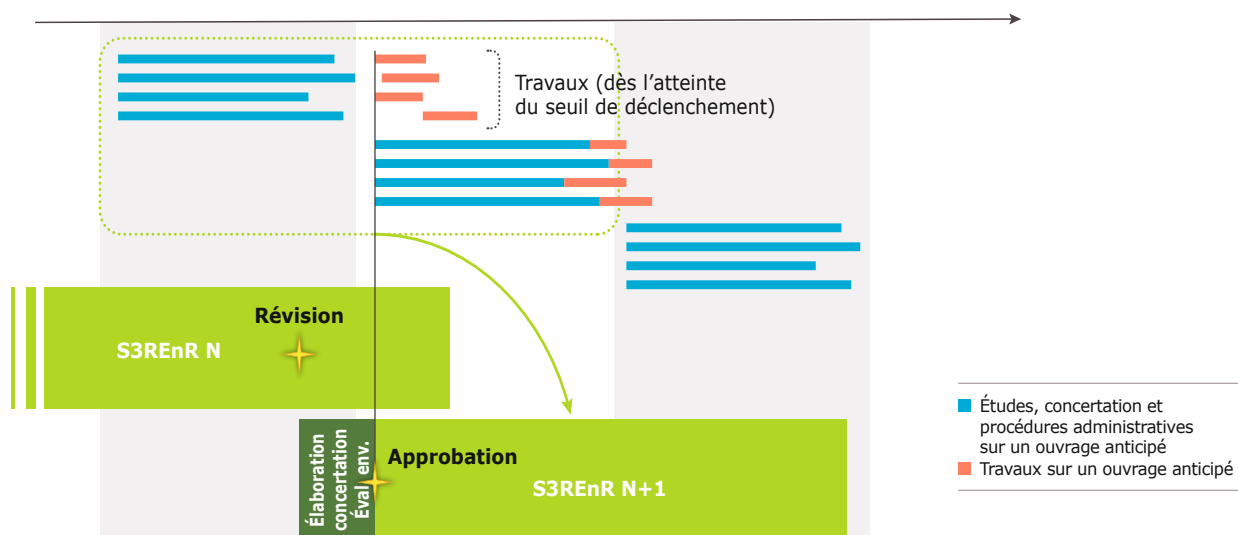 Travaux (dès l'atteinte
du seuil de déclenchement)
Révision
S3REnR N
Élaboration
concertation
Éval env.
Approbation
S3REnR N+1
Études, concertation et
procédures administratives
sur un ouvrage anticipé
Travaux sur un ouvrage anticipé